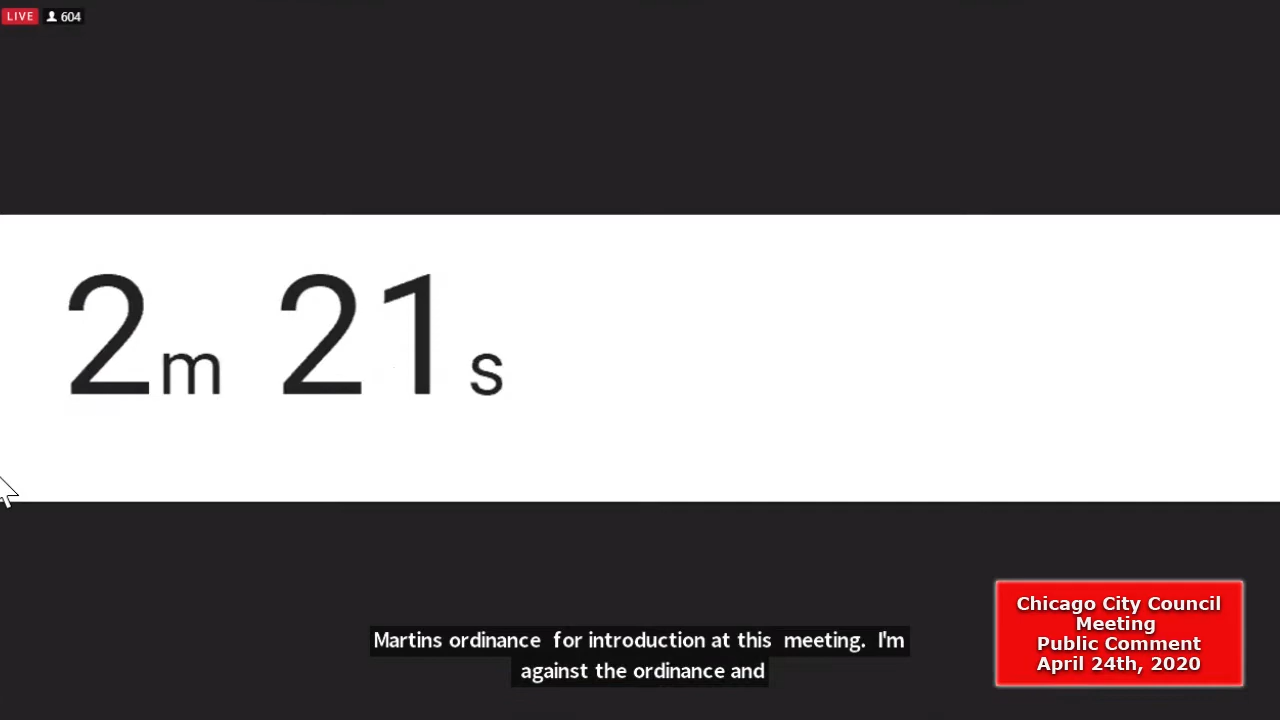 LIVE 604
2m 21s
Martins ordinance for introduction at this meeting. I'm
against the ordinance and
Chicago City Council
Meeting
Public Comment
April 24th, 2020